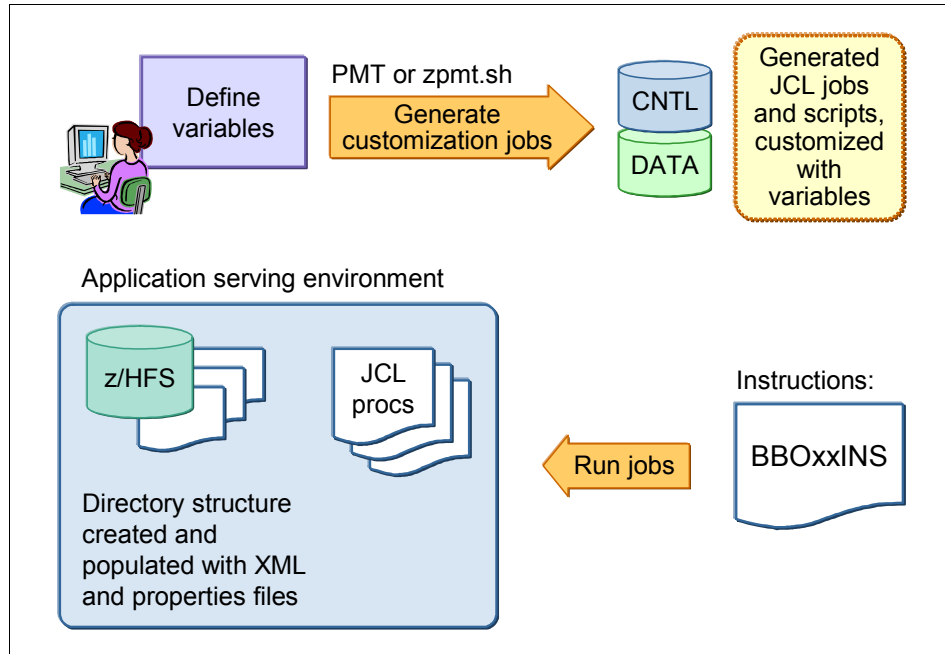 Define
variables
PMT or zpmt.sh
Generate
customization jobs
CNTL
DATA
Generated
JCL jobs
and scripts,
customized
with
variables
Application serving environment
z/HFS
JCL
procs
Directory structure
created and
populated with XML
and properties files
Run jobs
Instructions:
BBOxxINS